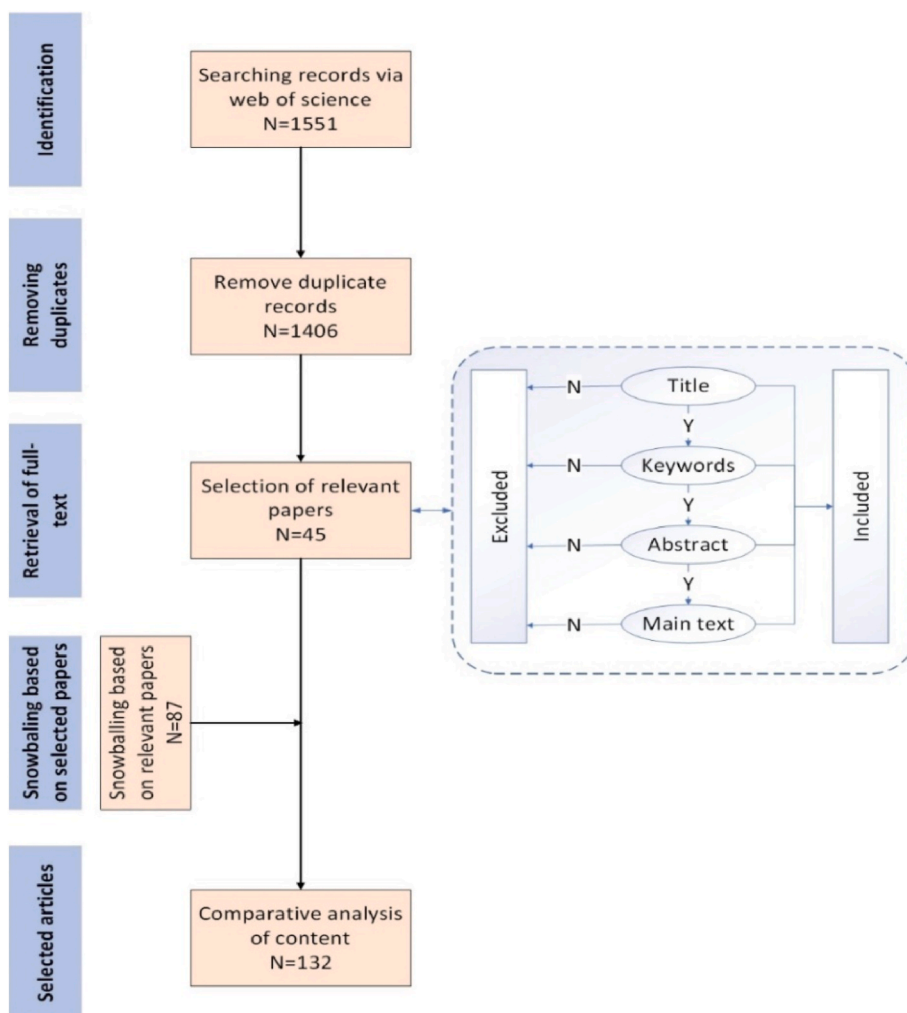 Identification
Searching records via
web of science
N=1551
Removing
duplicates
Remove duplicate
records
N=1406
Retrieval of full-
text
Selection of relevant
papers
N=45
Excluded
N
Title
Y
N
Keywords
Y
N
Abstract
Y
N
Main text
Included
Snowbaling based
on selected papers
Snowballing based
on relevant papers
N=87
Selected articles
Comparative analysis
of content
N=132